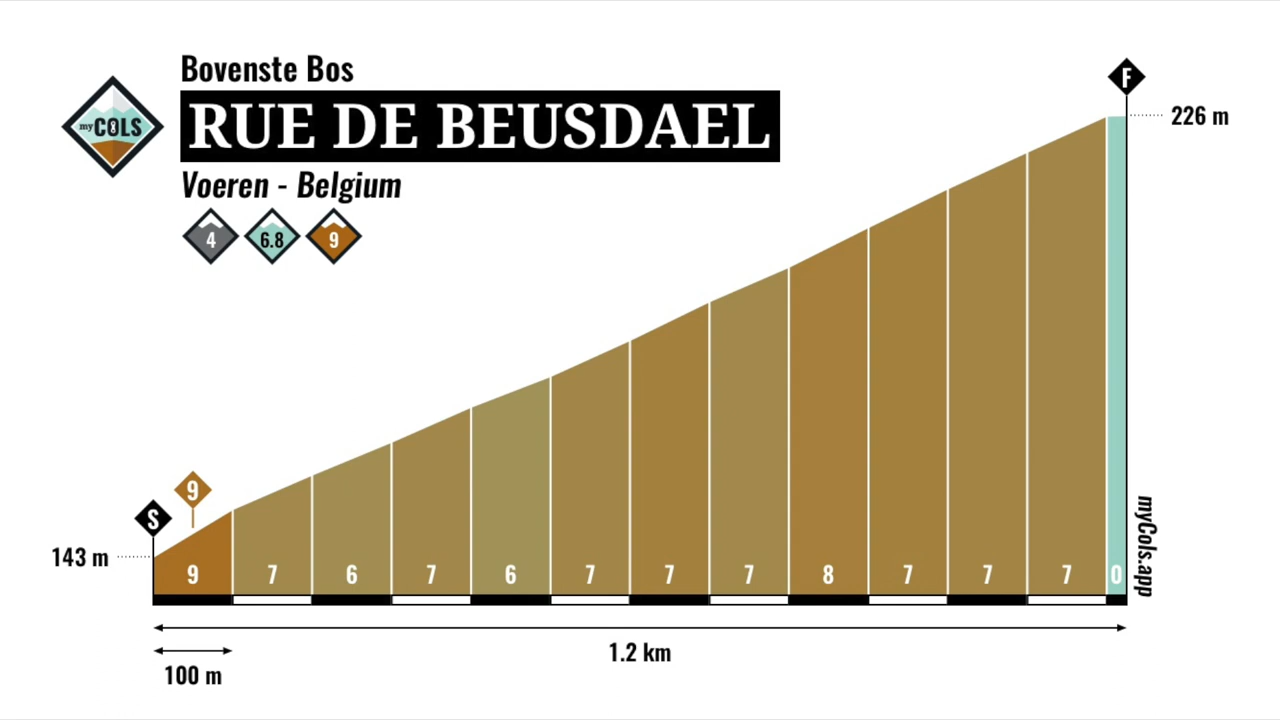 Bovenste Bos
RUE DE BEUSDAEL
Voeren - Belgium
my COLS
4 6.8 9
F
226 m
9
S
143 m
9 7 6 7 6 7 7 7 8 7 7 7 0
myCols.app
1.2 km
100 m